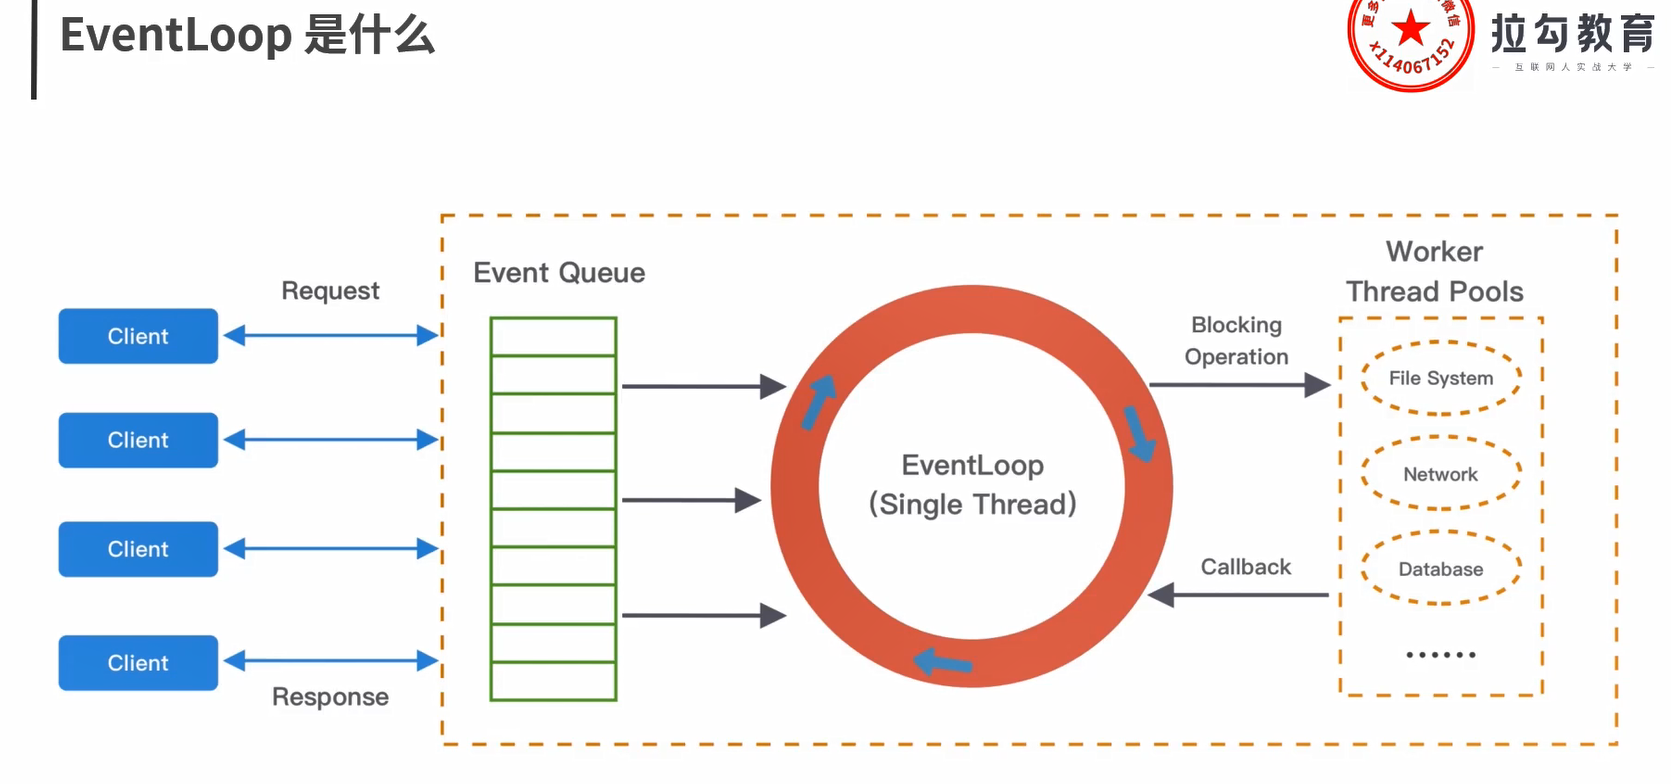 EventLoop 是什么
微信
x114067152
拉勾教育
互联网人实战大学
Request
Client
Client
Client
Client
Response
Event Queue
EventLoop
(Single Thread)
Blocking
Operation
Callback
Worker
Thread Pools
File System
Network
Database
......